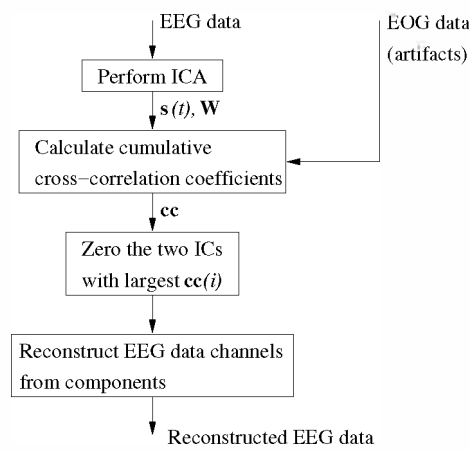 EEG data
EOG data
(artifacts)
Perform ICA
s(t), W
Calculate cumulative
cross−correlation coefficients
cc
Zero the two ICs
with largest cc(i)
Reconstruct EEG data channels
from components
Reconstructed EEG data